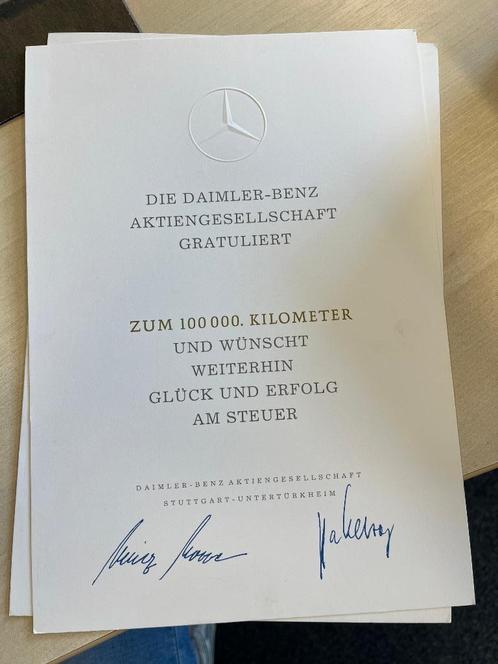 DIE DAIMLER-BENZ
AKTIENGESELLSCHAFT
GRATULIERT
ZUM 100 000. KILOMETER
UND WÜNSCHT
WEITERHIN
GLÜCK UND ERFOLG
AM STEUER
DAIMLER-BENZ AKTIENGESELLSCHAFT
STUTTGART-UNTERTÜRKHEIM